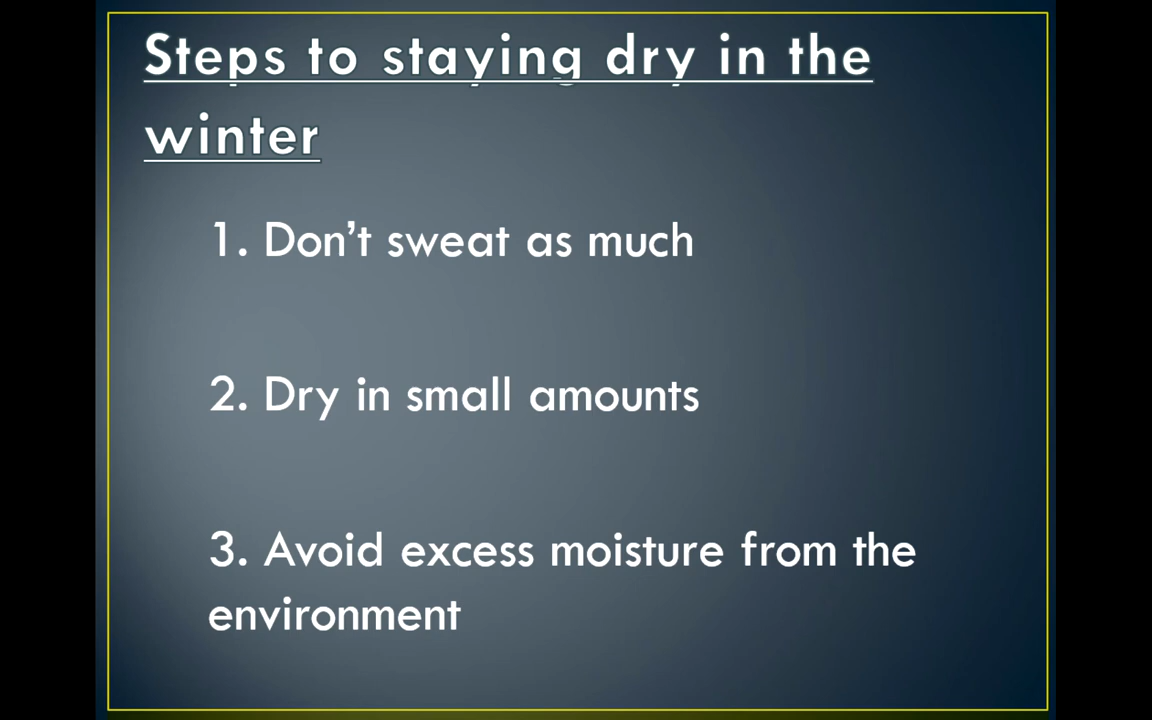 Steps to staying dry in the
winter
1. Don’t sweat as much
2. Dry in small amounts
3. Avoid excess moisture from the
environment